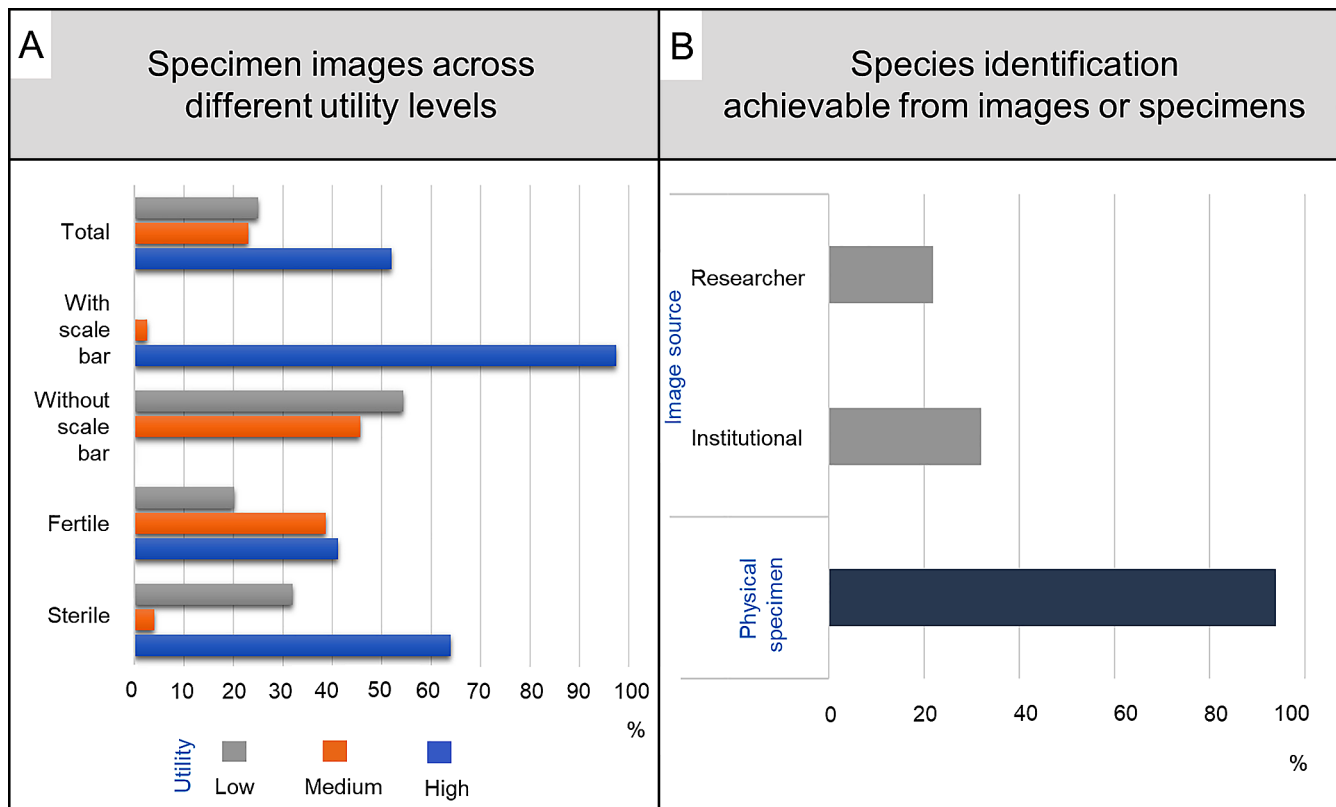 A
Specimen images across
different utility levels
Total
With
scale
bar
Without
scale
bar
Fertile
Sterile
0 10 20 30 40 50 60 70 80 90 100
%
Utility
Low Medium High
B
Species identification
achievable from images or specimens
Image source
Researcher
Institutional
Physical
specimen
0 20 40 60 80 100
%